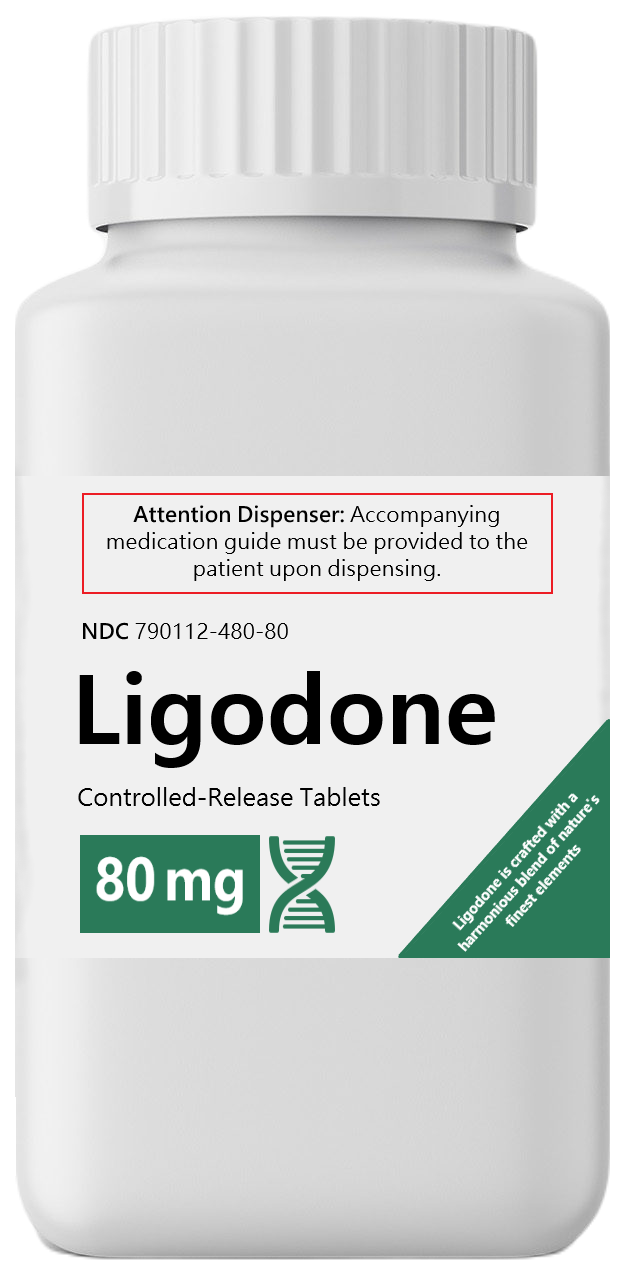 Attention Dispenser: Accompanying
medication guide must be provided to the
patient upon dispensing.
NDC 790112-480-80
Ligodone
Controlled-Release Tablets
80 mg
Ligodone is crafted with a
harmonious blend of nature's
finest elements